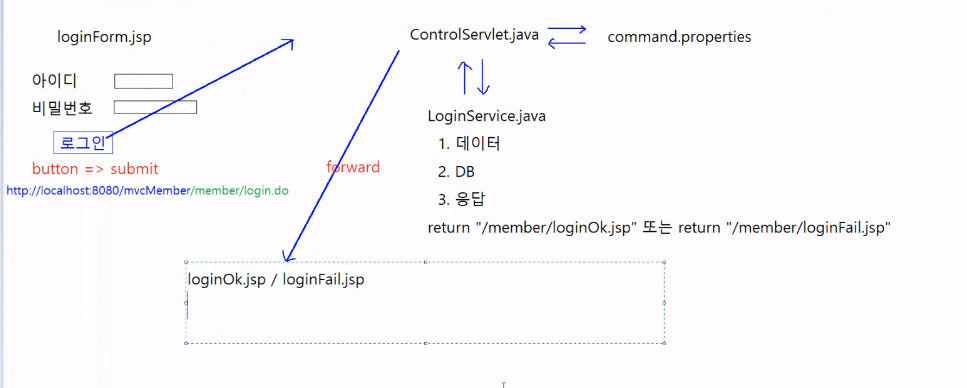 loginForm.jsp
ControlServlet.java
command.properties
아이디
비밀번호
로그인
button => submit
http://localhost:8080/mvcMember/member/login.do
forward
LoginService.java
1. 데이터
2. DB
3. 응답
return "/member/loginOk.jsp" 또는 return "/member/loginFail.jsp"
loginOk.jsp / loginFail.jsp